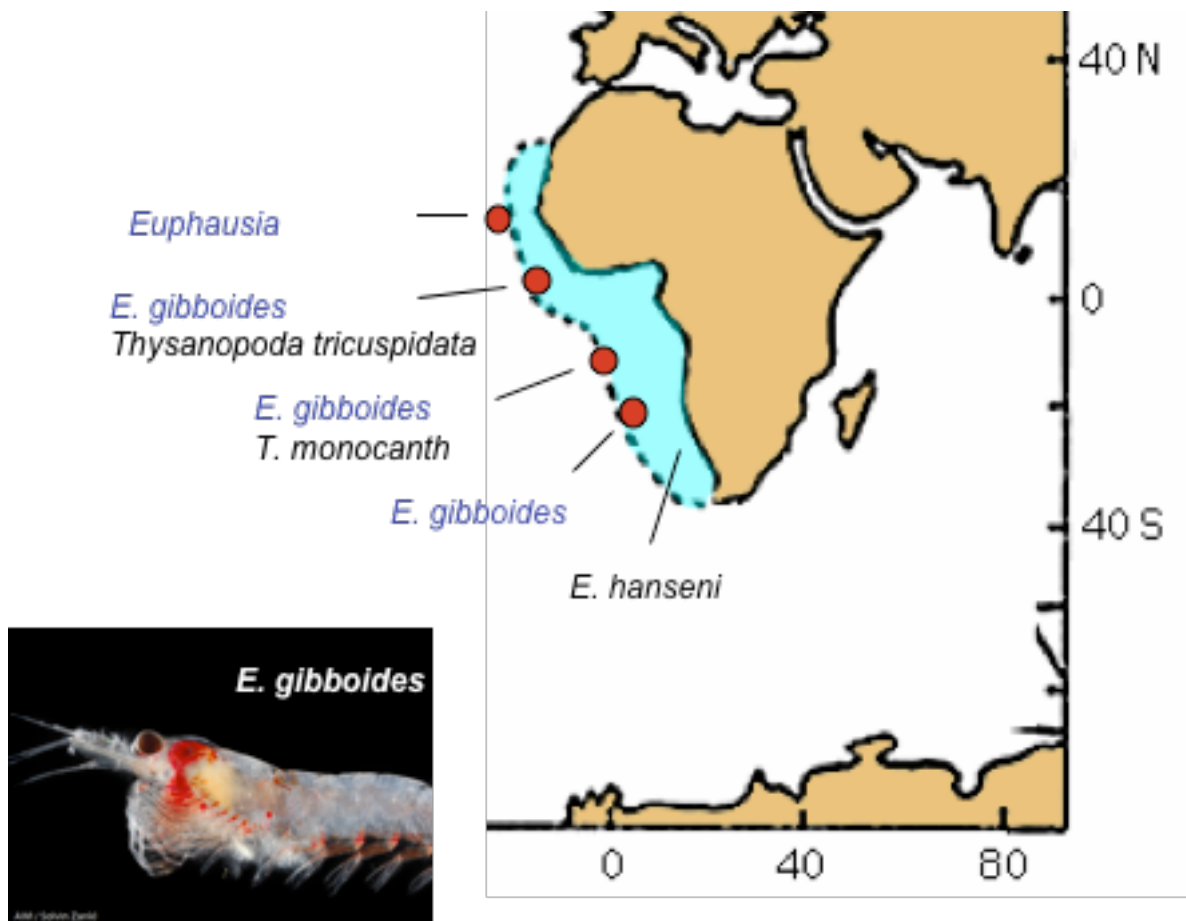 40 N
Euphausia
E. gibboides
Thysanopoda tricuspidata
0
E. gibboides
T. monocanth
E. gibboides
40 S
E. hanseni
E. gibboides
0
40
80